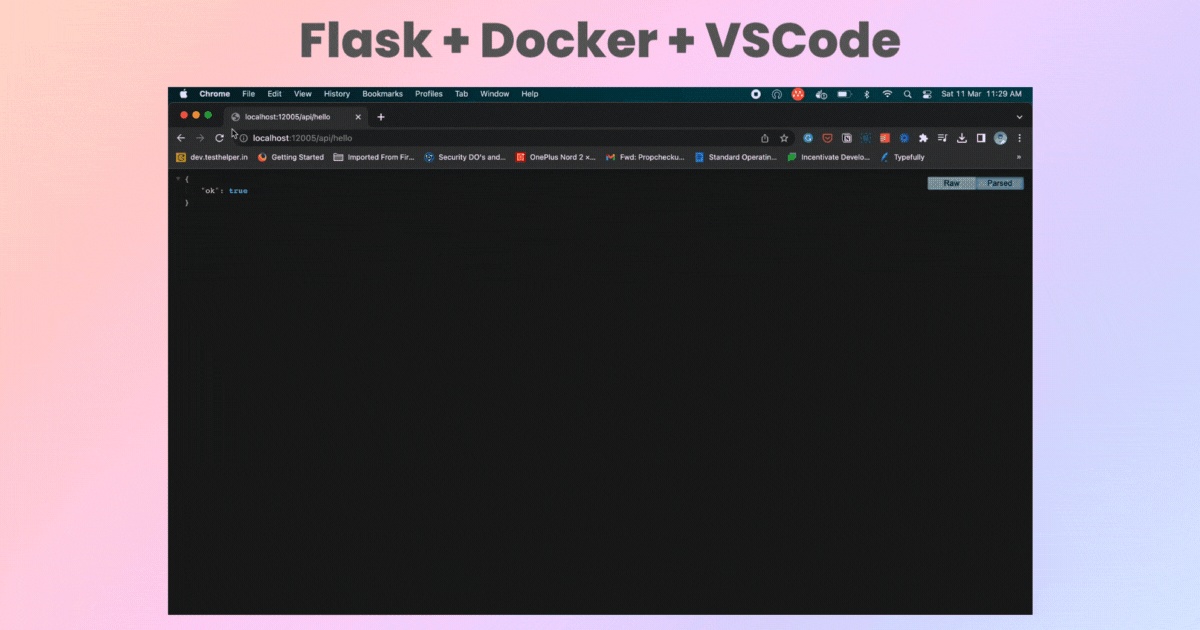 Flask + Docker + VSCode
Chrome File Edit View History Bookmarks Profiles Tab Window Help Sat 11 Mar 11:29 AM
localhost:12005/api/hello
localhost:12005/api/hello
dev.testhelper.in Getting Started Imported From Fir... Security DO's and... OnePlus Nord 2 ×... Fwd: Propchecku... Standard Operatin... Incentivate Develo... Typefully »
{ Raw Parsed
"ok": true
}